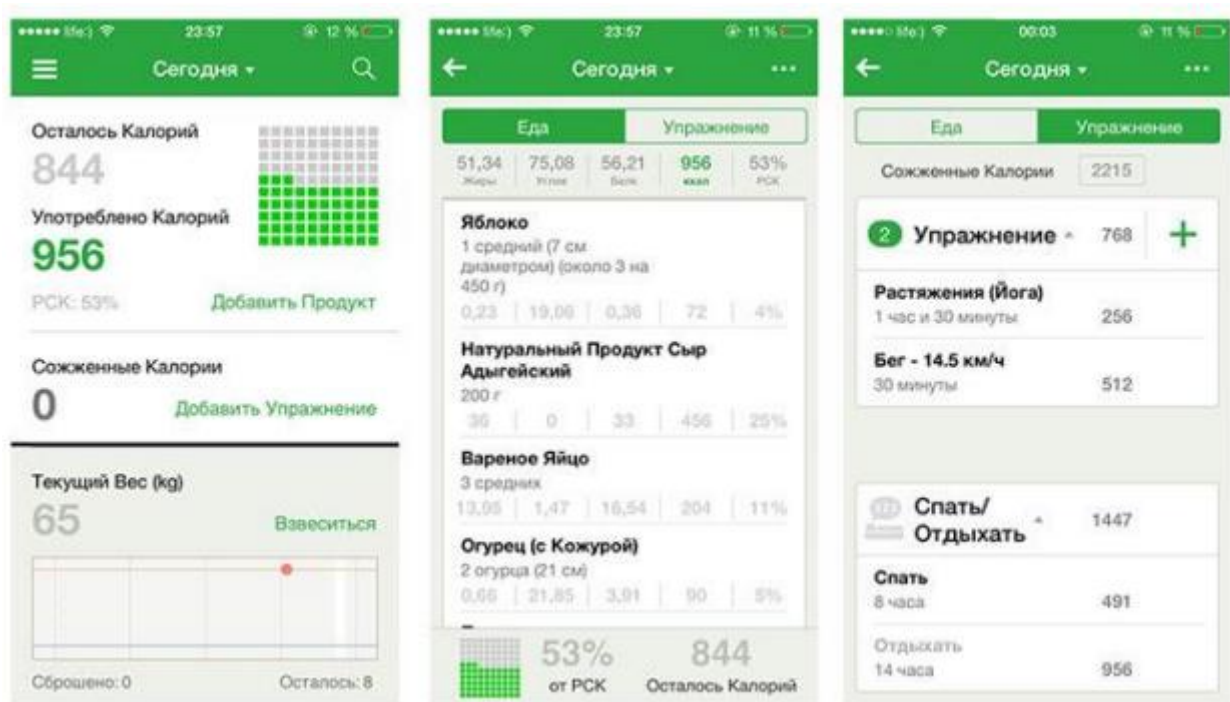 life:) 23:57 12 %
Сегодня
Осталось Калорий
844
Употреблено Калорий
956
РСК: 53% Добавить Продукт
Сожженные Калории
0 Добавить Упражнение
Текущий Вес (kg)
65 Взвеситься
Сброшено: 0 Осталось: 8
life:) 23:57 11 %
Сегодня
Еда Упражнение
51,34 75,08 56,21 956 53%
Жиры Углев Белк ккал РСК
Яблоко
1 средний (7 см
диаметром) (около 3 на
450 г)
0,23 19,06 0,36 72 4%
Натуральный Продукт Сыр
Адыгейский
200 г
36 0 33 456 25%
Вареное Яйцо
3 средних
13,95 1,47 16,54 204 11%
Огурец (с Кожурой)
2 огурца (21 см)
0,66 21,85 3,91 90 5%
53% 844
от РСК Осталось Калорий
life:) 00:03 11 %
Сегодня
Еда Упражнение
Сожженные Калории 2215
2 Упражнение 768
Растяжения (Йога)
1 час и 30 минуты 256
Бег - 14.5 км/ч
30 минуты 512
Спать/
Отдыхать 1447
Спать
8 часа 491
Отдыхать
14 часа 956